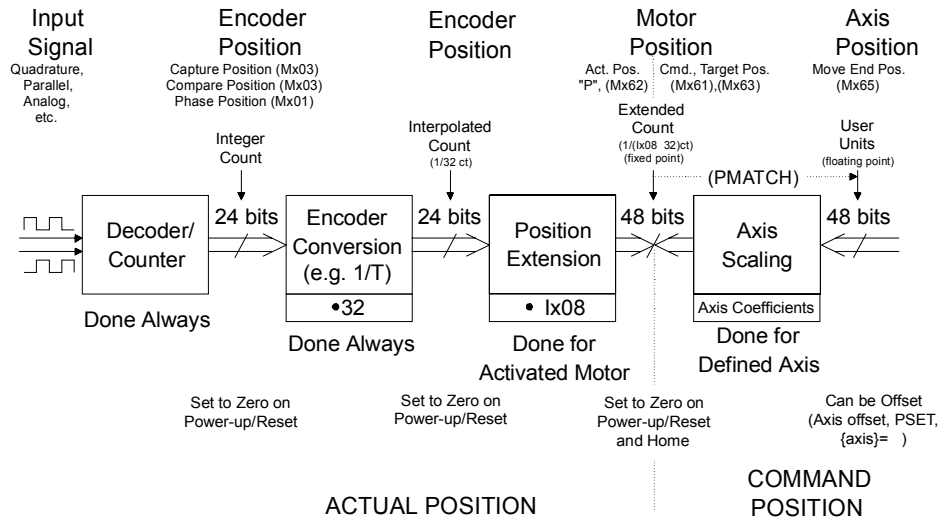 Input
Signal
Quadrature,
Parallel,
Analog,
etc.
Encoder
Position
Capture Position (Mx03)
Compare Position (Mx03)
Phase Position (Mx01)
Encoder
Position
Motor
Position
Act. Pos.
"P", (Mx62)
Cmd., Target Pos.
(Mx61),(Mx63)
Axis
Position
Move End Pos.
(Mx65)
Integer
Count
Interpolated
Count
(1/32 ct)
Extended
Count
(1/(Ix08 32)ct)
(fixed point)
User
Units
(floating point)
(PMATCH)
Decoder/
Counter
24 bits
Encoder
Conversion
(e.g. 1/T)
•32
24 bits
Position
Extension
• Ix08
48 bits
Axis
Scaling
Axis Coefficients
48 bits
Done Always
Done Always
Done for
Activated Motor
Done for
Defined Axis
Set to Zero on
Power-up/Reset
Set to Zero on
Power-up/Reset
Set to Zero on
Power-up/Reset
and Home
Can be Offset
(Axis offset, PSET,
{axis}= )
ACTUAL POSITION
COMMAND
POSITION